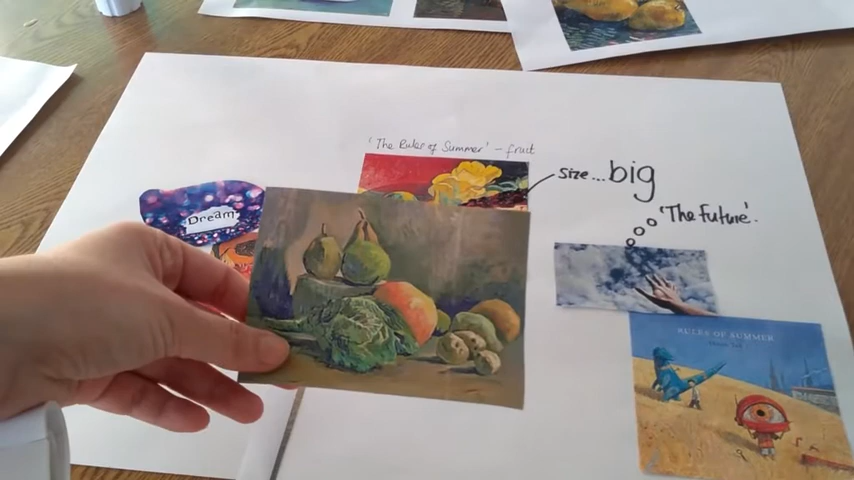 'The Rules of Summer' - fruit
size...big
'The Future'.
Dream
RULES OF SUMMER